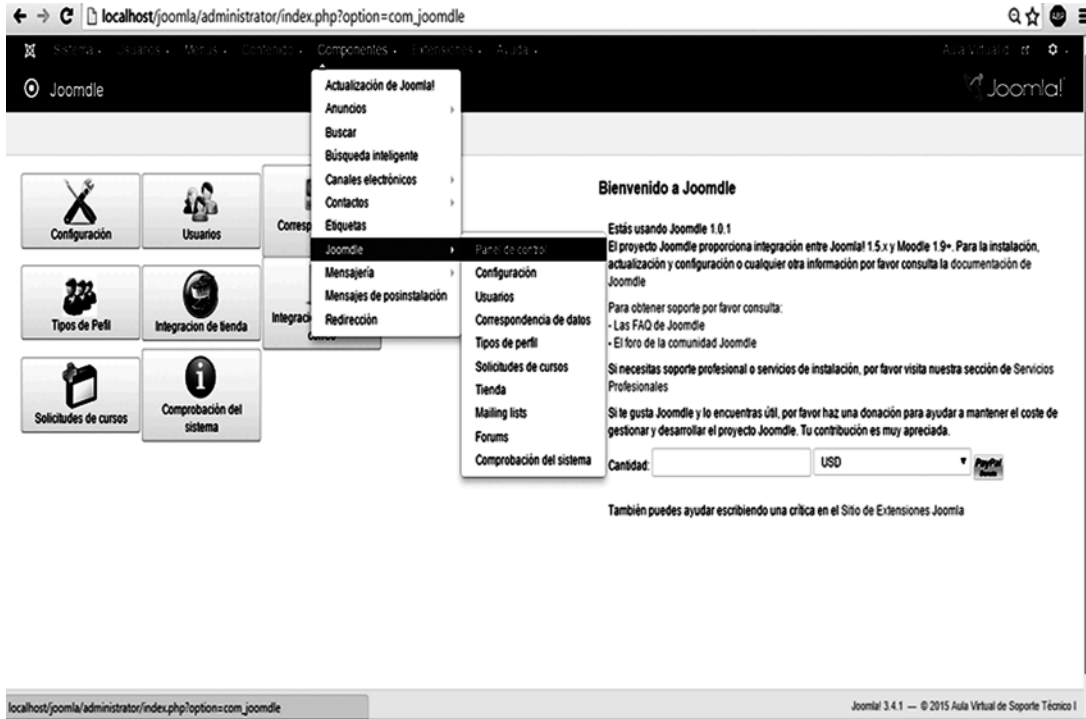 localhost/joomla/administrator/index.php?option=com_joomdle
ABP
Sistema Usuarios Menús Contenido Componentes Extensiones Ayuda
Joomdle
Joomla!
Actualización de Joomla!
Anuncios
Buscar
Búsqueda inteligente
Canales electrónicos
Contactos
Etiquetas
Joomdle
Mensajería
Mensajes de posinstalación
Redirección
Panel de control
Configuración
Usuarios
Correspondencia de datos
Tipos de perfil
Solicitudes de cursos
Tienda
Mailing lists
Forums
Comprobación del sistema
Configuración
Usuarios
Tipos de Pefil
Integracion de tienda
Solicitudes de cursos
Comprobación del
sistema
Bienvenido a Joomdle
Estás usando Joomdle 1.0.1
El proyecto Joomdle proporciona integración entre Joomla! 1.5.x y Moodle 1.9+. Para la instalación,
actualización y configuración o cualquier otra información por favor consulta la documentación de
Joomdle
Para obtener soporte por favor consulta:
- Las FAQ de Joomdle
- El foro de la comunidad Joomdle
Si necesitas soporte profesional o servicios de instalación, por favor visita nuestra sección de Servicios
Profesionales
Si te gusta Joomdle y lo encuentras útil, por favor haz una donación para ayudar a mantener el coste de
gestionar y desarrollar el proyecto Joomdle. Tu contribución es muy apreciada.
Cantidad: USD PayPal
También puedes ayudar escribiendo una crítica en el Sitio de Extensiones Joomla
localhost/joomla/administrator/index.php?option=com_joomdle
Joomla! 3.4.1 — © 2015 Aula Virtual de Soporte Técnico I